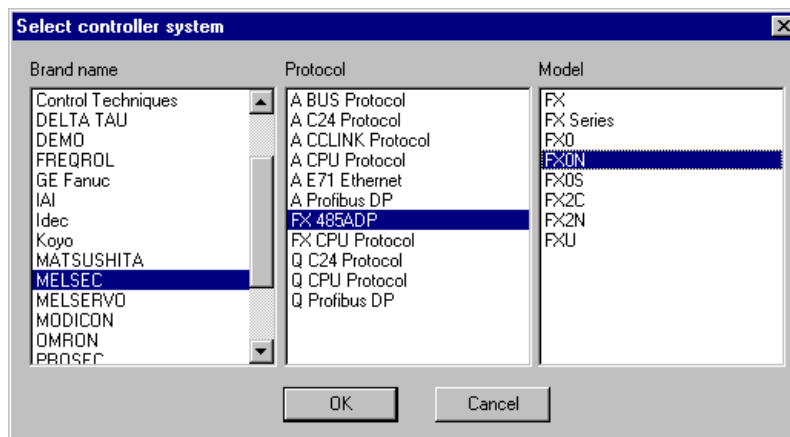 Select controller system
Brand name
Control Techniques
DELTA TAU
DEMO
FREQROL
GE Fanuc
IAI
Idec
Koyo
MATSUSHITA
MELSEC
MELSERVO
MODICON
OMRON
PROSEC
Protocol
A BUS Protocol
A C24 Protocol
A CCLINK Protocol
A CPU Protocol
A E71 Ethernet
A Profibus DP
FX 485ADP
FX CPU Protocol
Q C24 Protocol
Q CPU Protocol
Q Profibus DP
Model
FX
FX Series
FX0
FX0N
FX0S
FX2C
FX2N
FXU
OK
Cancel